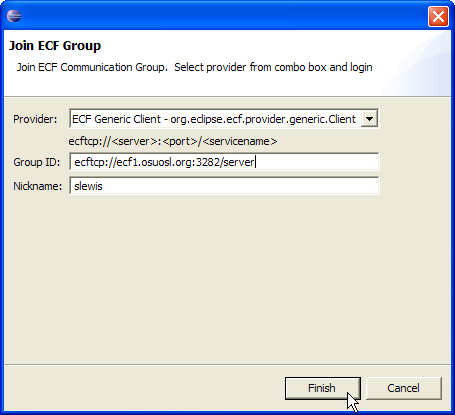 Join ECF Group
Join ECF Communication Group.  Select provider from combo box and login
Provider: ECF Generic Client - org.eclipse.ecf.provider.generic.Client
ecftcp://<server>:<port>/<servicename>
Group ID: ecftcp://ecf1.osuosl.org:3282/server
Nickname: slewis
Finish Cancel